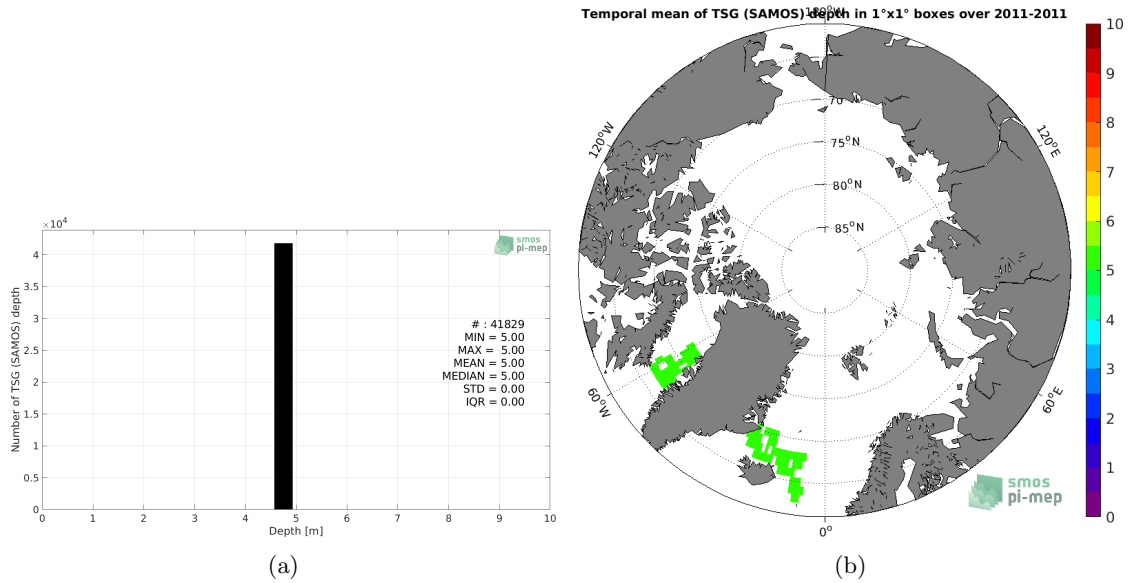 ×10⁴
4
3.5
3
2.5
2
1.5
1
0.5
0
Number of TSG (SAMOS) depth
smos
pi-mep
# : 41829
MIN = 5.00
MAX = 5.00
MEAN = 5.00
MEDIAN = 5.00
STD = 0.00
IQR = 0.00
0 1 2 3 4 5 6 7 8 9 10
Depth [m]
(a)
Temporal mean of TSG (SAMOS) depth in 1°x1° boxes over 2011-2011
180°W
120°W
120°E
70°N
75°N
80°N
85°N
60°W
60°E
0°
smos
pi-mep
10
9
8
7
6
5
4
3
2
1
0
(b)